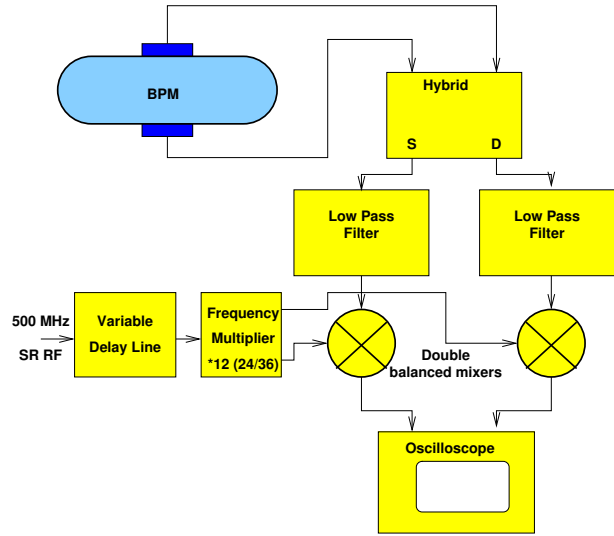 BPM
Hybrid
S D
Low Pass
Filter
Low Pass
Filter
500 MHz
SR RF
Variable
Delay Line
Frequency
Multiplier
*12 (24/36)
Double
balanced mixers
Oscilloscope